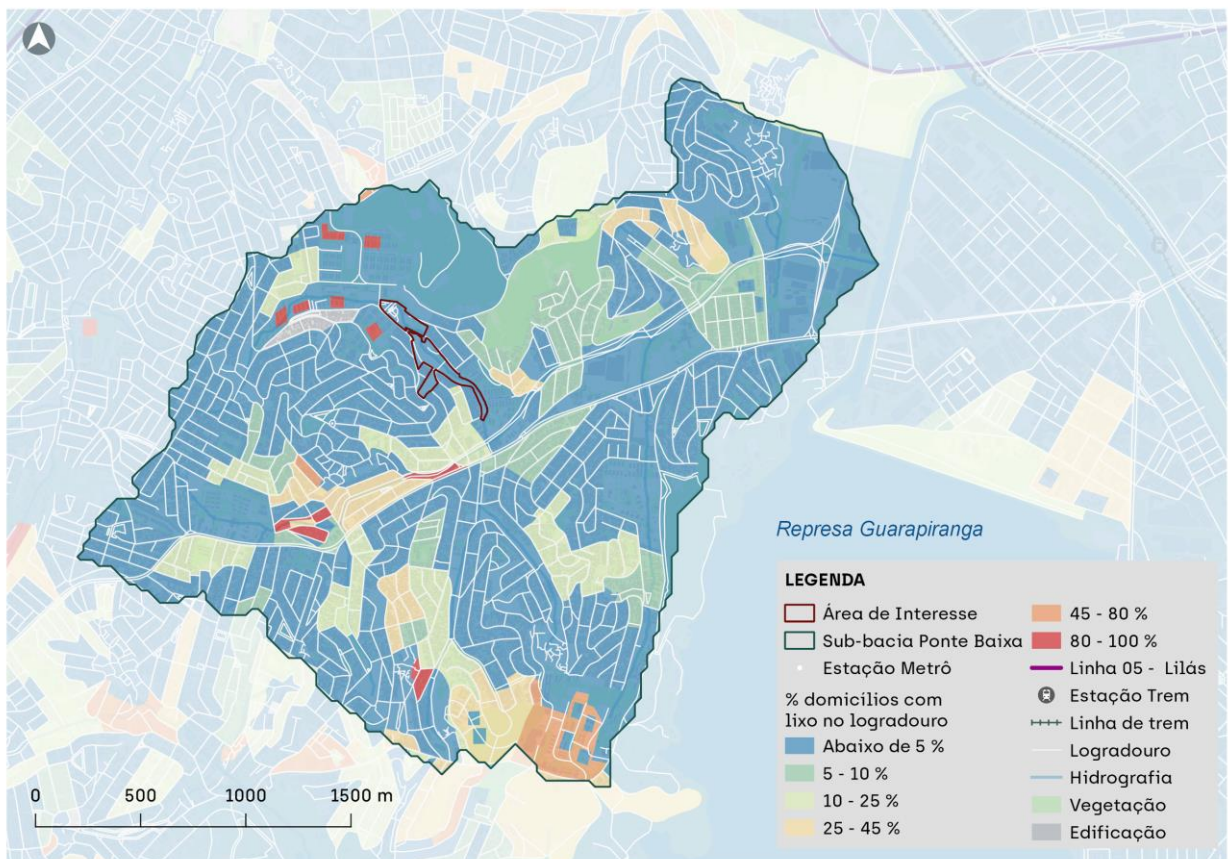 Represa Guarapiranga
LEGENDA
Área de Interesse
Sub-bacia Ponte Baixa
Estação Metrô
% domicílios com
lixo no logradouro
Abaixo de 5 %
5 - 10 %
10 - 25 %
25 - 45 %
45 - 80 %
80 - 100 %
Linha 05 - Lilás
Estação Trem
Linha de trem
Logradouro
Hidrografia
Vegetação
Edificação
0 500 1000 1500 m